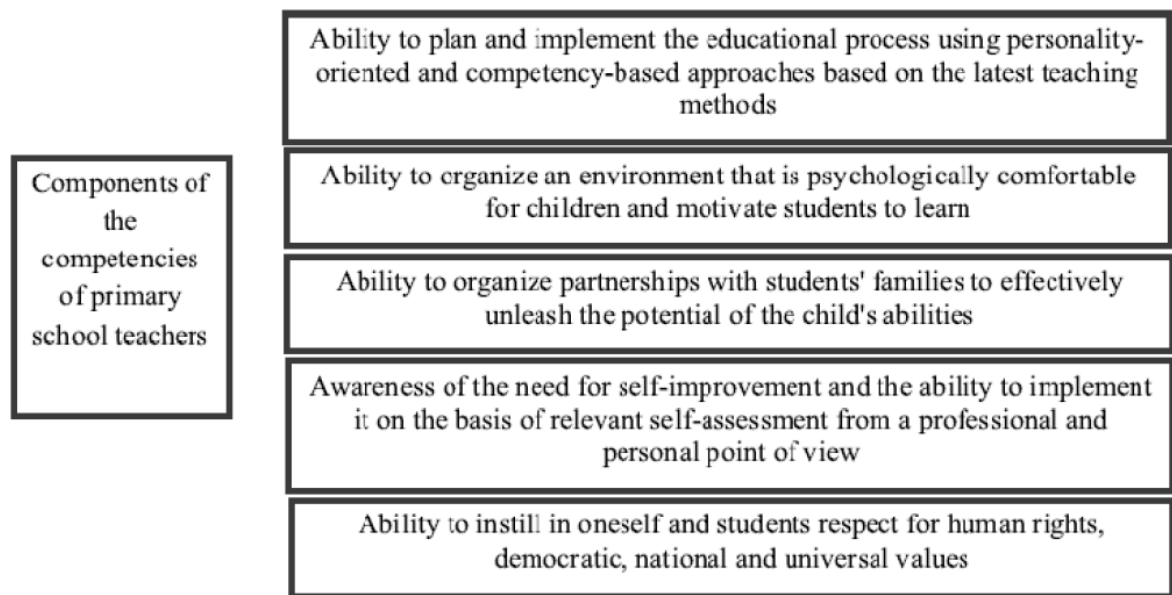 Ability to plan and implement the educational process using personality-
oriented and competency-based approaches based on the latest teaching
methods
Components of
the
competencies
of primary
school teachers
Ability to organize an environment that is psychologically comfortable
for children and motivate students to learn
Ability to organize partnerships with students' families to effectively
unleash the potential of the child's abilities
Awareness of the need for self-improvement and the ability to implement
it on the basis of relevant self-assessment from a professional and
personal point of view
Ability to instill in oneself and students respect for human rights,
democratic, national and universal values